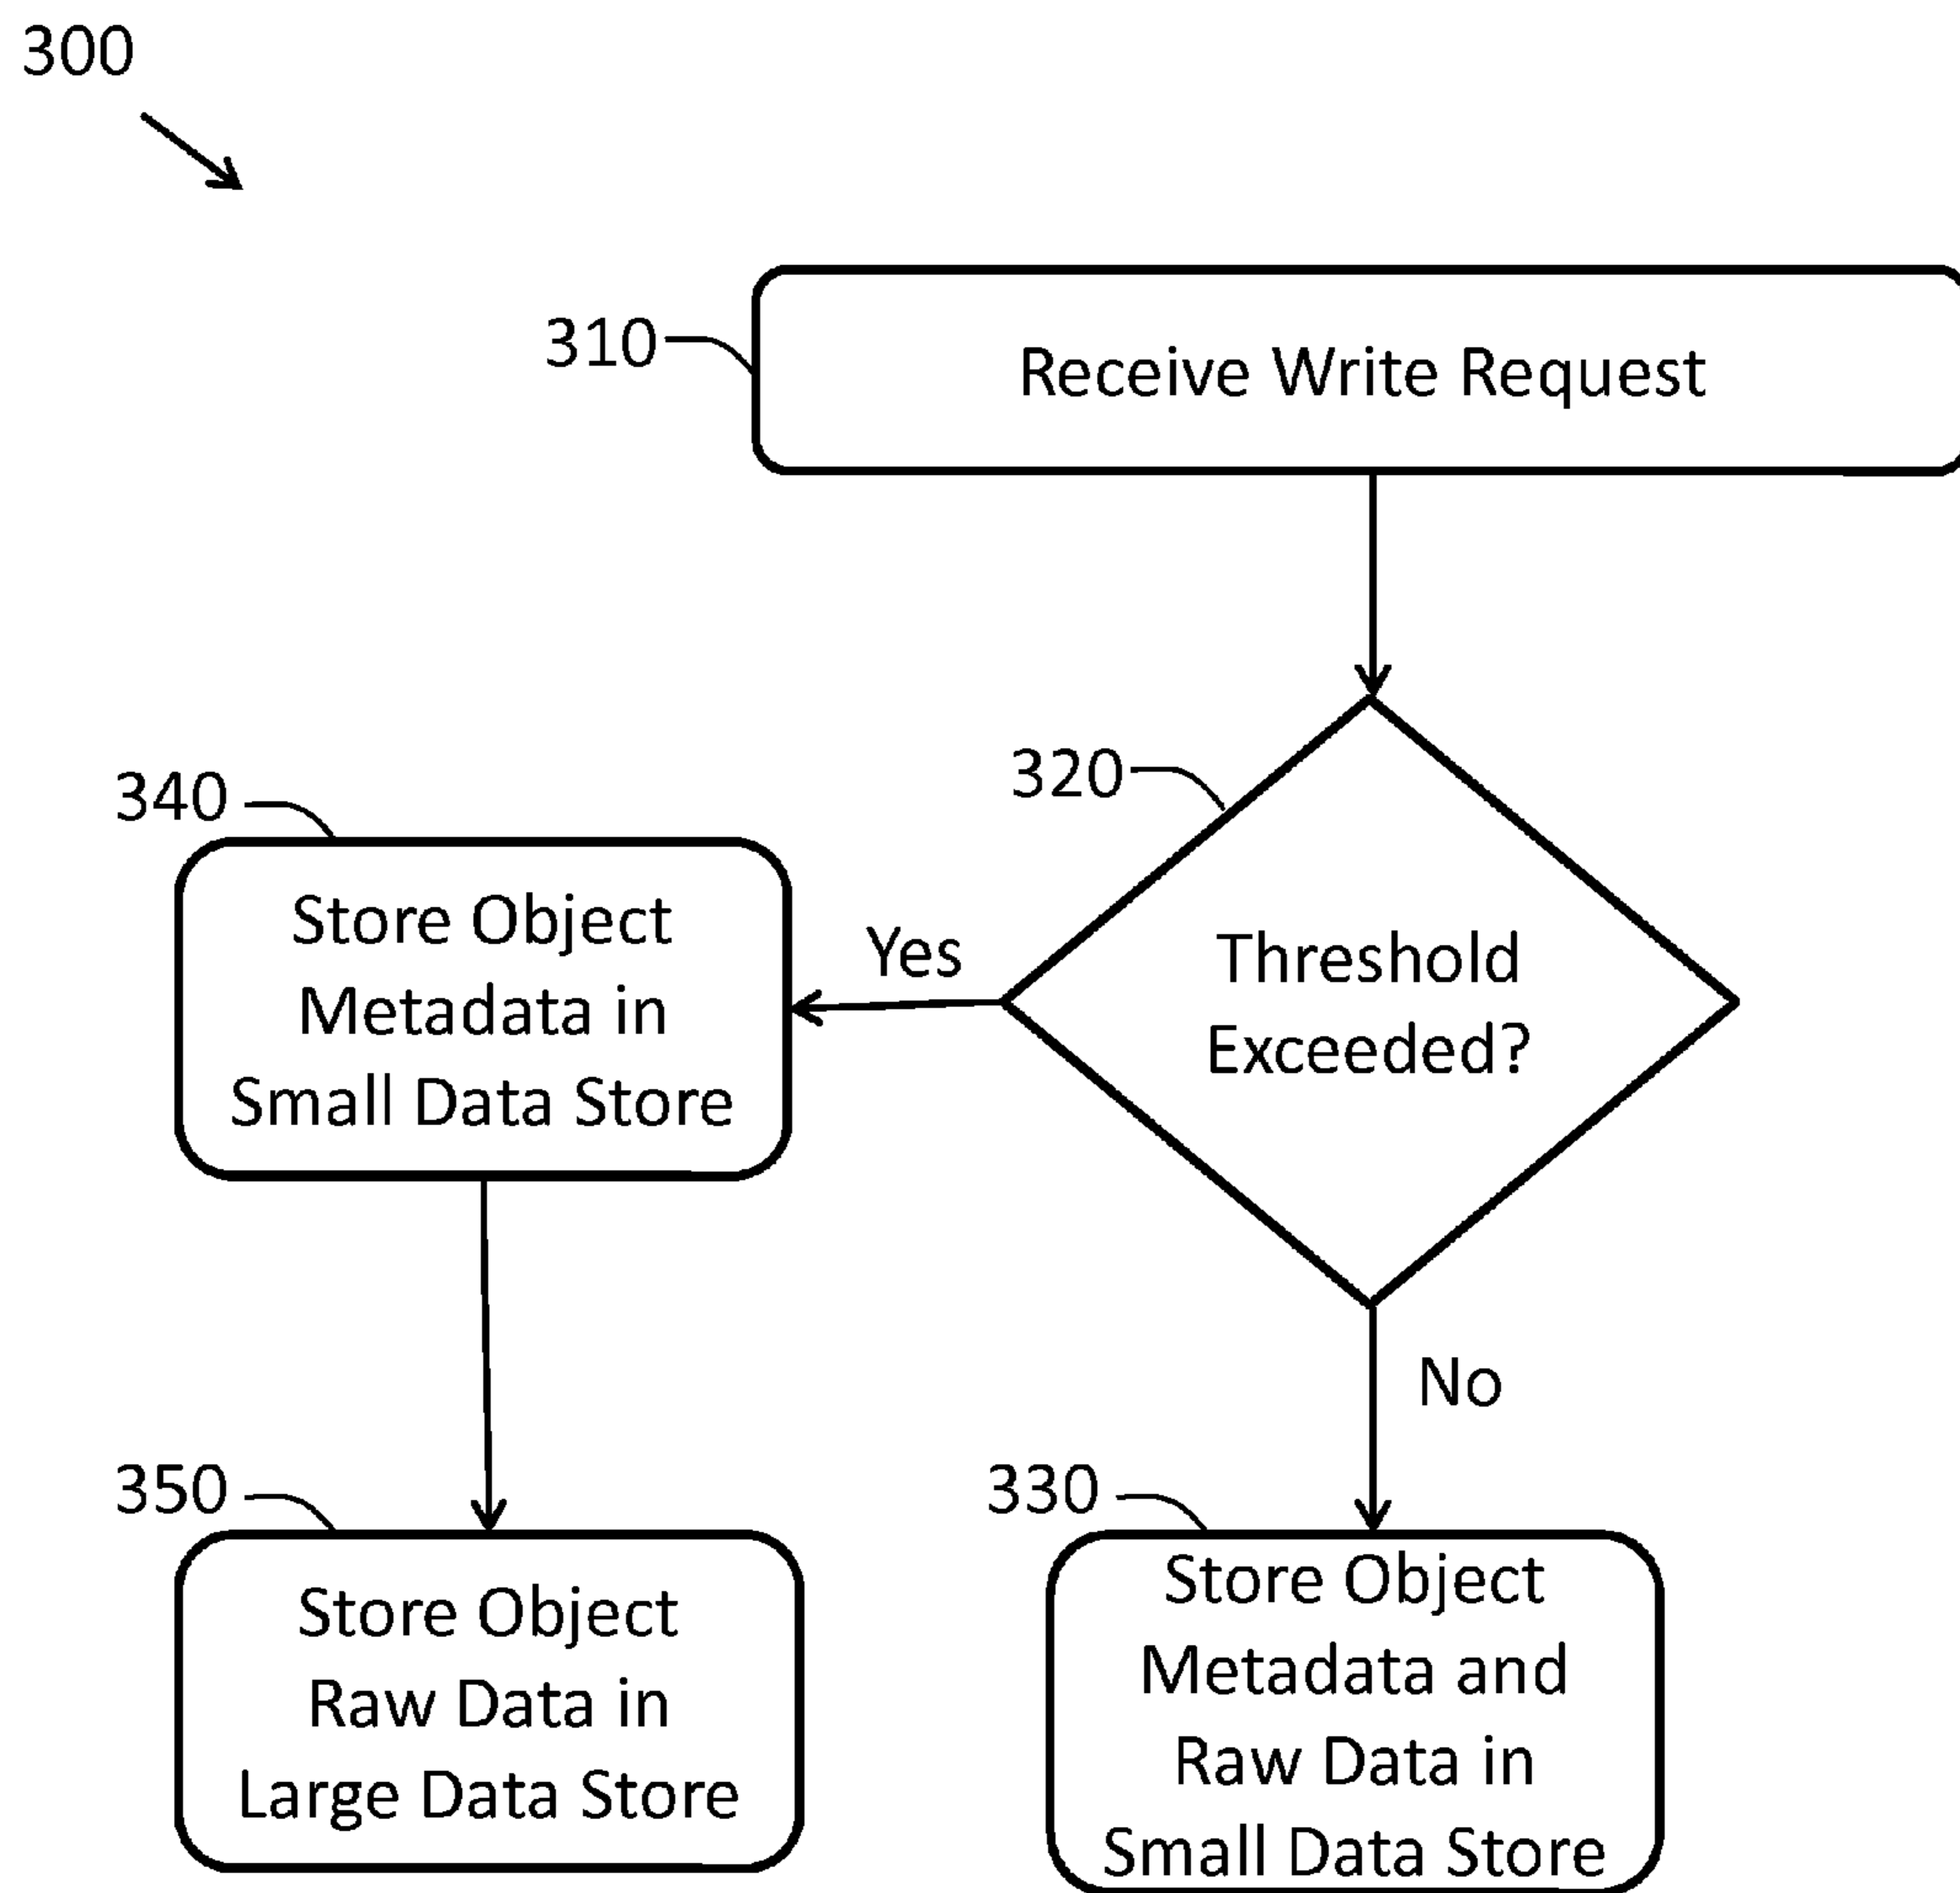 300
310
Receive Write Request
320
Threshold
Exceeded?
Yes
No
340
Store Object
Metadata in
Small Data Store
350
Store Object
Raw Data in
Large Data Store
330
Store Object
Metadata and
Raw Data in
Small Data Store